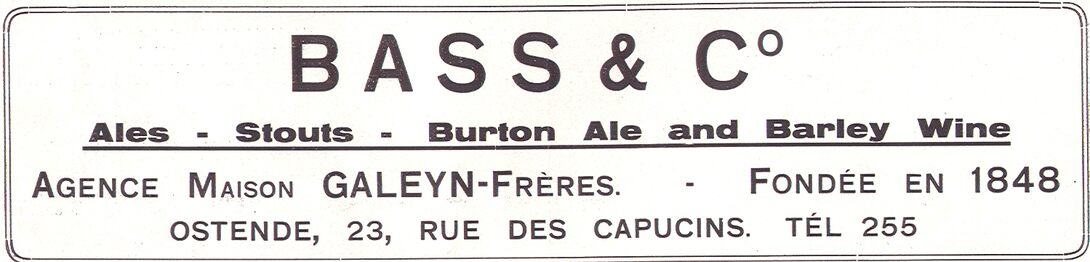 BASS & Cº
Ales - Stouts - Burton Ale and Barley Wine
AGENCE MAISON GALEYN-FRÈRES. - FONDÉE EN 1848
OSTENDE, 23, RUE DES CAPUCINS. TÉL 255